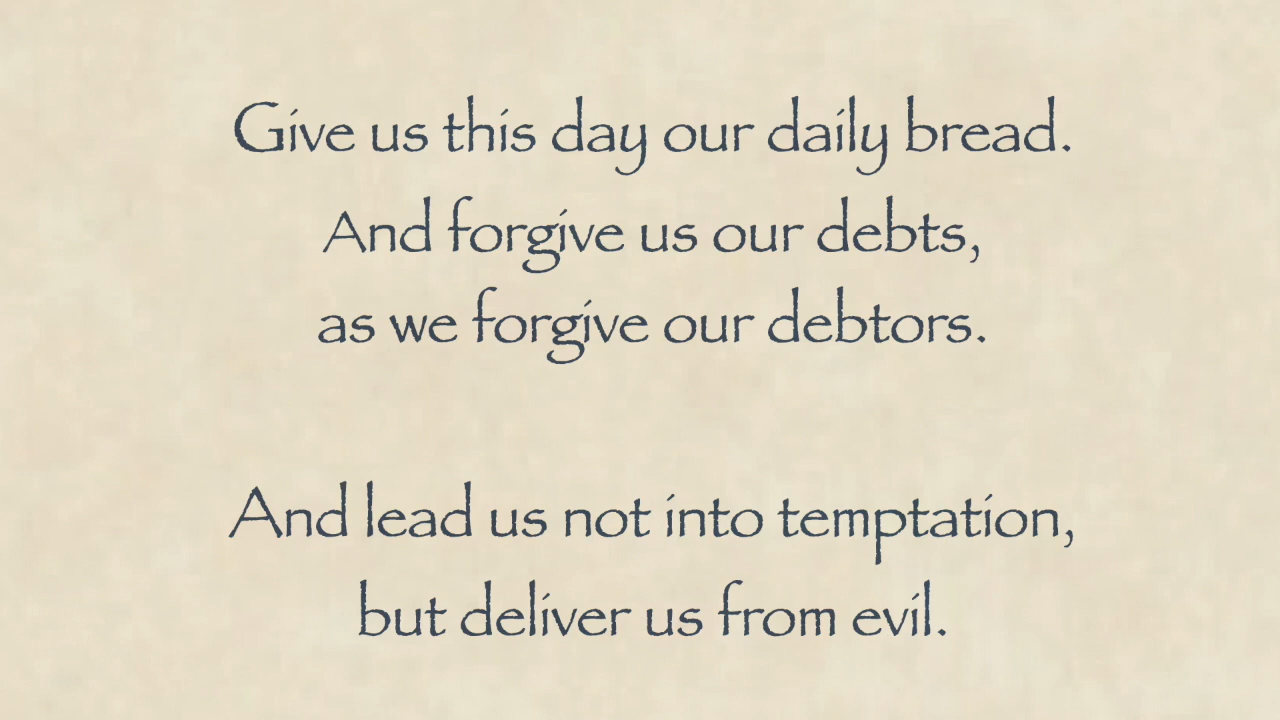 Give us this day our daily bread.
And forgive us our debts,
as we forgive our debtors.
And lead us not into temptation,
but deliver us from evil.